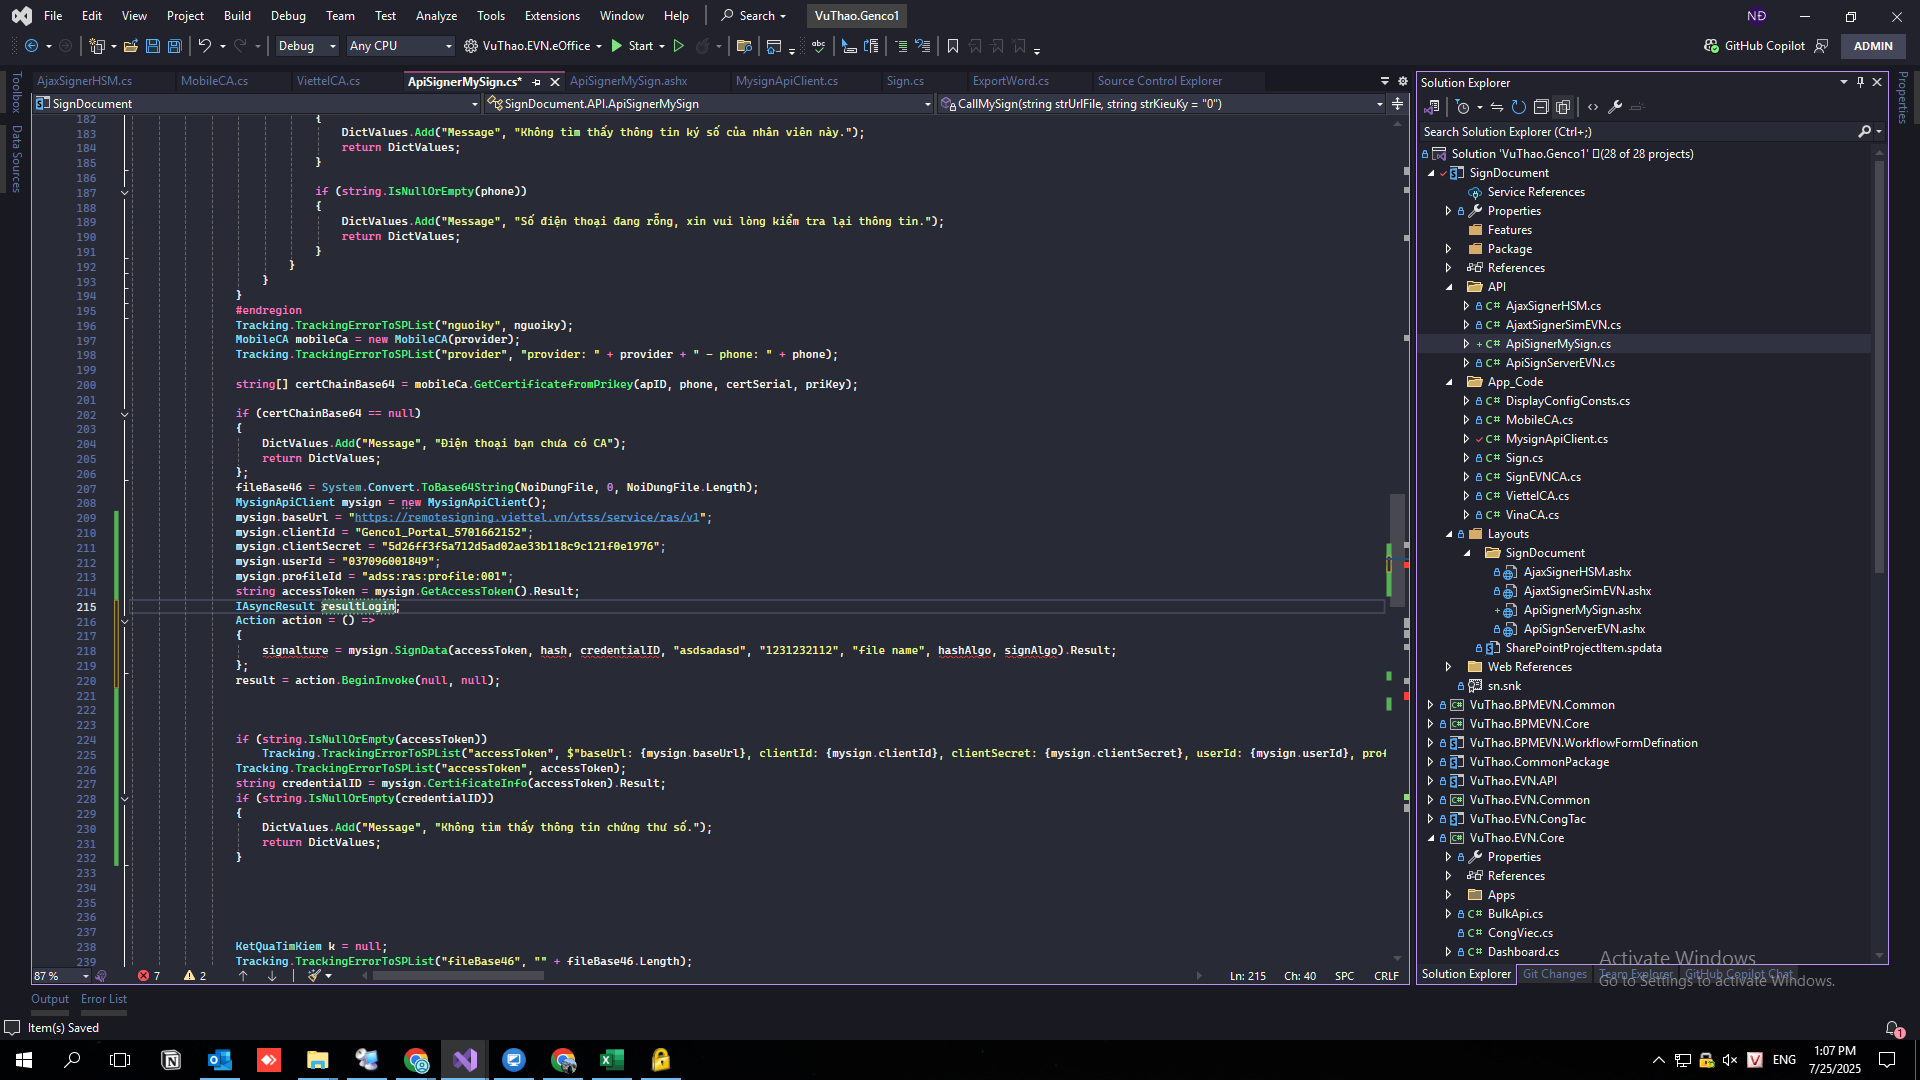 File Edit View Project Build Debug Team Test Analyze Tools Extensions Window Help Search VuThao.Genco1 NĐ
Debug Any CPU VuThao.EVN.eOffice Start GitHub Copilot ADMIN
AjaxSignerHSM.cs MobileCA.cs ViettelCA.cs ApiSignerMySign.cs* ApiSignerMySign.ashx MysignApiClient.cs Sign.cs ExportWord.cs Source Control Explorer
SignDocument SignDocument.API.ApiSignerMySign CallMySign(string strUrlFile, string strKieuKy = "0")
Toolbox
Data Sources
182 {
183 DictValues.Add("Message", "Không tìm thấy thông tin ký số của nhân viên này.");
184 return DictValues;
185 }
186
187 if (string.IsNullOrEmpty(phone))
188 {
189 DictValues.Add("Message", "Số điện thoại đang rỗng, xin vui lòng kiểm tra lại thông tin.");
190 return DictValues;
191 }
192 }
193 }
194 }
195 #endregion
196 Tracking.TrackingErrorToSPList("nguoiky", nguoiky);
197 MobileCA mobileCa = new MobileCA(provider);
198 Tracking.TrackingErrorToSPList("provider", "provider: " + provider + " - phone: " + phone);
199
200 string[] certChainBase64 = mobileCa.GetCertificatefromPrikey(apID, phone, certSerial, priKey);
201
202 if (certChainBase64 == null)
203 {
204 DictValues.Add("Message", "Điện thoại bạn chưa có CA");
205 return DictValues;
206 };
207 fileBase46 = System.Convert.ToBase64String(NoiDungFile, 0, NoiDungFile.Length);
208 MysignApiClient mysign = new MysignApiClient();
209 mysign.baseUrl = "https://remotesigning.viettel.vn/vtss/service/ras/v1";
210 mysign.clientId = "Genco1_Portal_5701662152";
211 mysign.clientSecret = "5d26ff3f5a712d5ad02ae33b118c9c121f0e1976";
212 mysign.userId = "037096001849";
213 mysign.profileId = "adss:ras:profile:001";
214 string accessToken = mysign.GetAccessToken().Result;
215 IAsyncResult resultLogin;
216 Action action = () =>
217 {
218 signalture = mysign.SignData(accessToken, hash, credentialID, "asdsadasd", "1231232112", "file name", hashAlgo, signAlgo).Result;
219 };
220 result = action.BeginInvoke(null, null);
221
222
223
224 if (string.IsNullOrEmpty(accessToken))
225 Tracking.TrackingErrorToSPList("accessToken", $"baseUrl: {mysign.baseUrl}, clientId: {mysign.clientId}, clientSecret: {mysign.clientSecret}, userId: {mysign.userId}, prof
226 Tracking.TrackingErrorToSPList("accessToken", accessToken);
227 string credentialID = mysign.CertificateInfo(accessToken).Result;
228 if (string.IsNullOrEmpty(credentialID))
229 {
230 DictValues.Add("Message", "Không tìm thấy thông tin chứng thư số.");
231 return DictValues;
232 }
233
234
235
236
237
238 KetQuaTimKiem k = null;
239 Tracking.TrackingErrorToSPList("fileBase46", "" + fileBase46.Length);
87 % 7 2 Ln: 215 Ch: 40 SPC CRLF
Solution Explorer
Search Solution Explorer (Ctrl+;)
Solution 'VuThao.Genco1' (28 of 28 projects)
SignDocument
Service References
Properties
Features
Package
References
API
C# AjaxSignerHSM.cs
C# AjaxtSignerSimEVN.cs
C# ApiSignerMySign.cs
C# ApiSignServerEVN.cs
App_Code
C# DisplayConfigConsts.cs
C# MobileCA.cs
C# MysignApiClient.cs
C# Sign.cs
C# SignEVNCA.cs
C# ViettelCA.cs
C# VinaCA.cs
Layouts
SignDocument
AjaxSignerHSM.ashx
AjaxtSignerSimEVN.ashx
ApiSignerMySign.ashx
ApiSignServerEVN.ashx
SharePointProjectItem.spdata
Web References
sn.snk
VuThao.BPMEVN.Common
VuThao.BPMEVN.Core
VuThao.BPMEVN.WorkflowFormDefination
VuThao.CommonPackage
VuThao.EVN.API
VuThao.EVN.Common
VuThao.EVN.CongTac
VuThao.EVN.Core
Properties
References
Apps
C# BulkApi.cs
C# CongViec.cs
C# Dashboard.cs
Solution Explorer Git Changes Team Explorer GitHub Copilot Chat
Properties
Activate Windows
Go to Settings to activate Windows.
Output Error List
Item(s) Saved
1
ENG
1:07 PM
7/25/2025